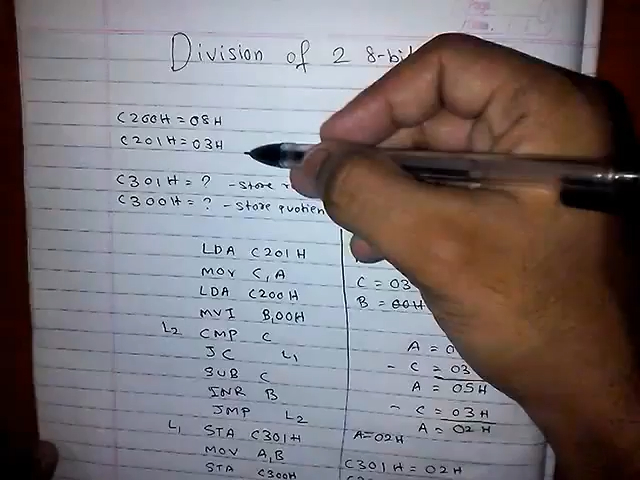 Division of 2 8-bit
C200H = 08H
C201H = 03H
C301H = ? - store
C300H = ? - store quotien
LDA C201H
MOV C, A
LDA C200H
MVI B, 00H
L2 CMP C
JC L1
SUB C
INR B
JMP L2
L1 STA C301H
MOV A, B
STA C300H
C = 03
B = 00H
A = 0
- C = 03
A = 05H
- C = 03H
A = 02H
A = 02H
C301H = 02H